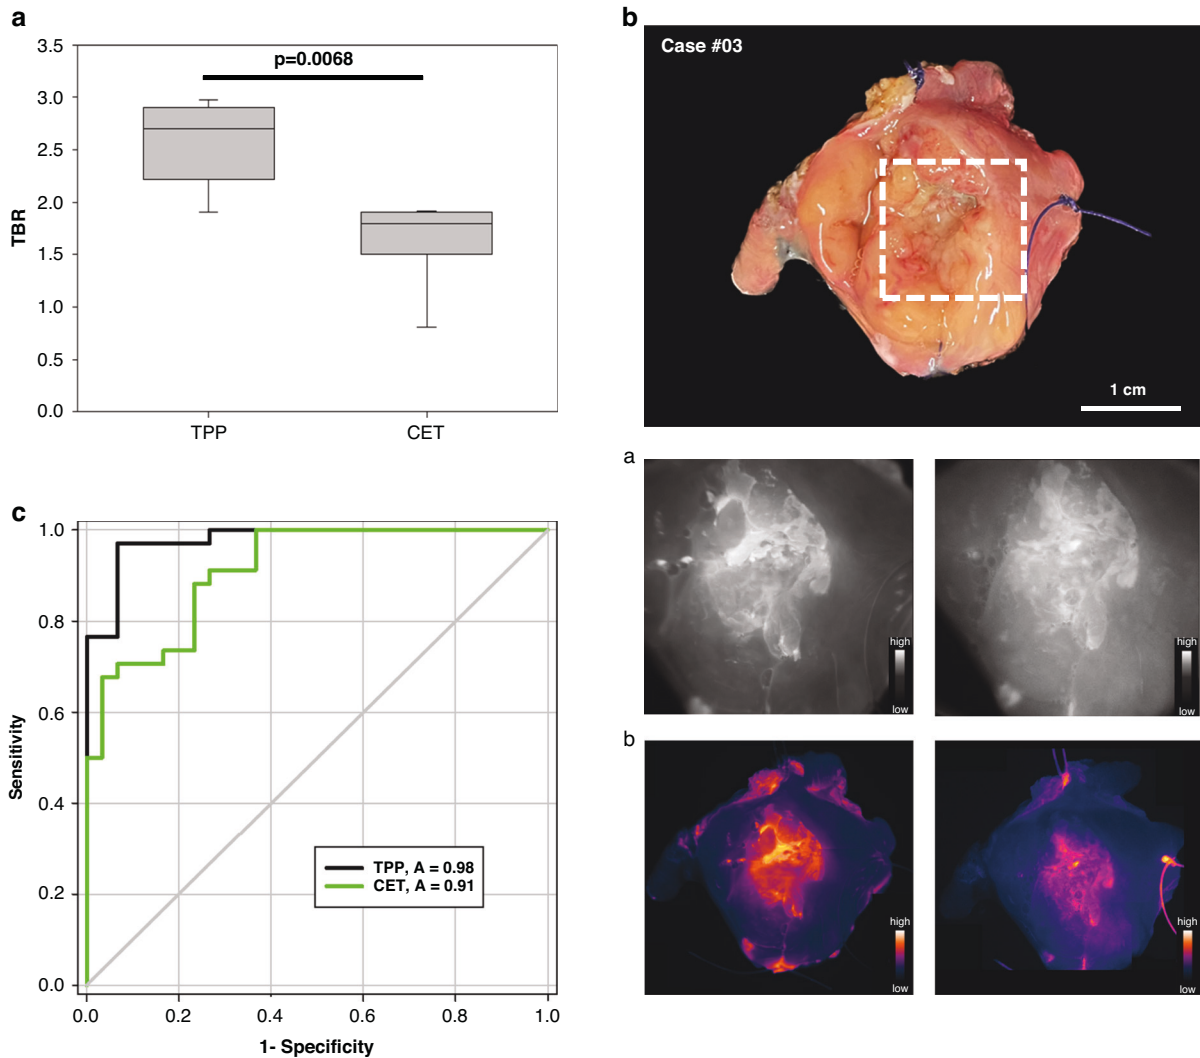 a
3.5
3.0
2.5
2.0
1.5
1.0
0.5
0.0
TBR
p=0.0068
TPP
CET
b
Case #03
1 cm
a
high
low
high
low
b
high
low
high
low
c
1.0
0.8
0.6
0.4
0.2
0.0
Sensitivity
TPP, A = 0.98
CET, A = 0.91
0.0 0.2 0.4 0.6 0.8 1.0
1- Specificity